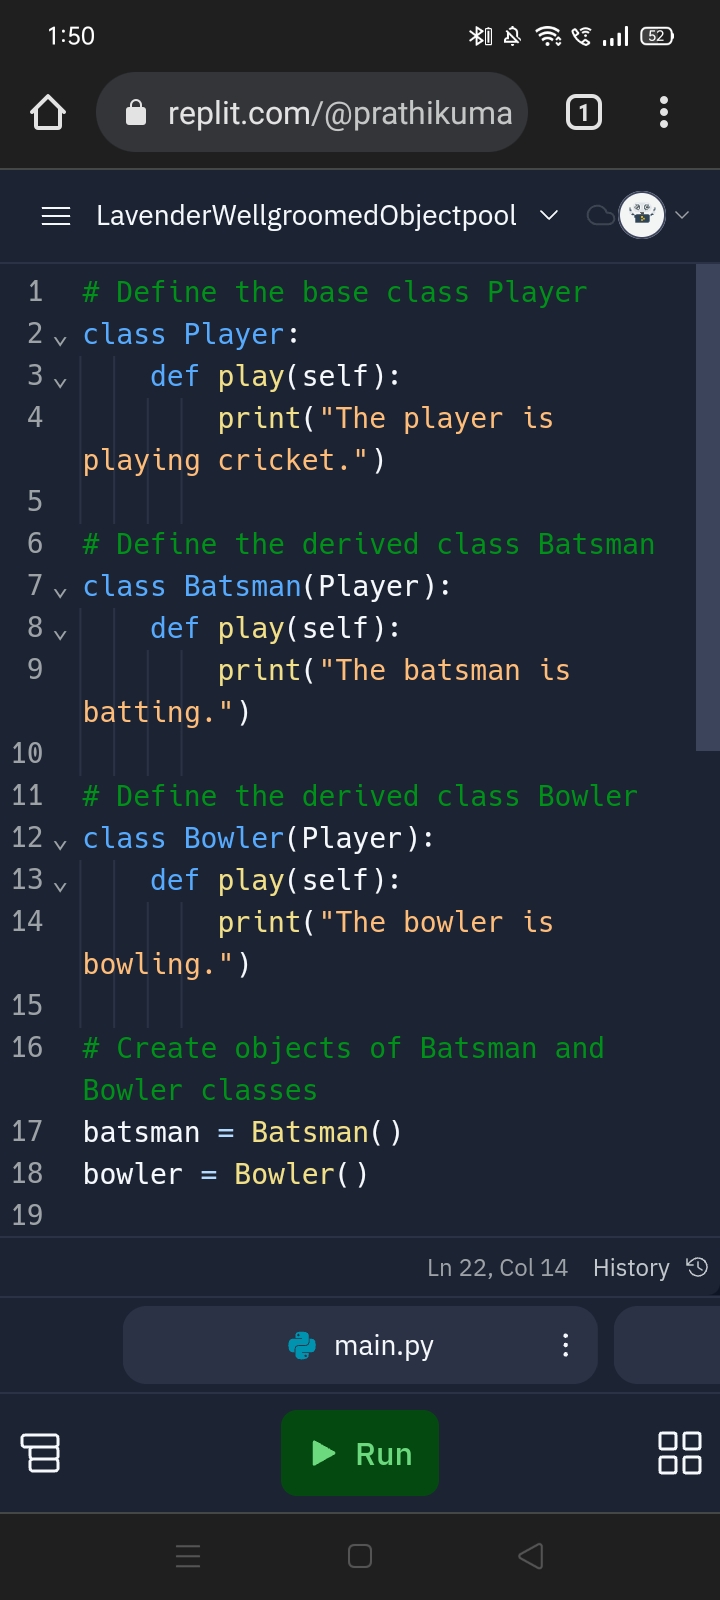 1:50
52
replit.com/@prathikuma
1
LavenderWellgroomedObjectpool
1 # Define the base class Player
2 class Player:
3     def play(self):
4         print("The player is
playing cricket.")
5
6 # Define the derived class Batsman
7 class Batsman(Player):
8     def play(self):
9         print("The batsman is
batting.")
10
11 # Define the derived class Bowler
12 class Bowler(Player):
13     def play(self):
14         print("The bowler is
bowling.")
15
16 # Create objects of Batsman and
Bowler classes
17 batsman = Batsman()
18 bowler = Bowler()
19
Ln 22, Col 14 History
main.py
Run